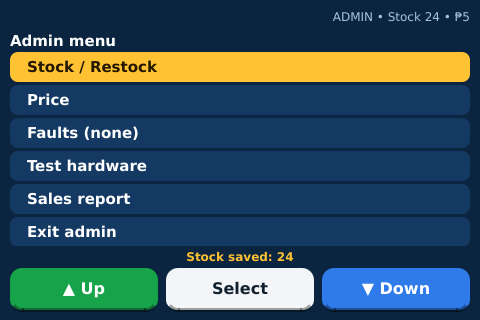 ADMIN • Stock 24 • ₱5
Admin menu
Stock / Restock
Price
Faults (none)
Test hardware
Sales report
Exit admin
Stock saved: 24
▲ Up
Select
▼ Down